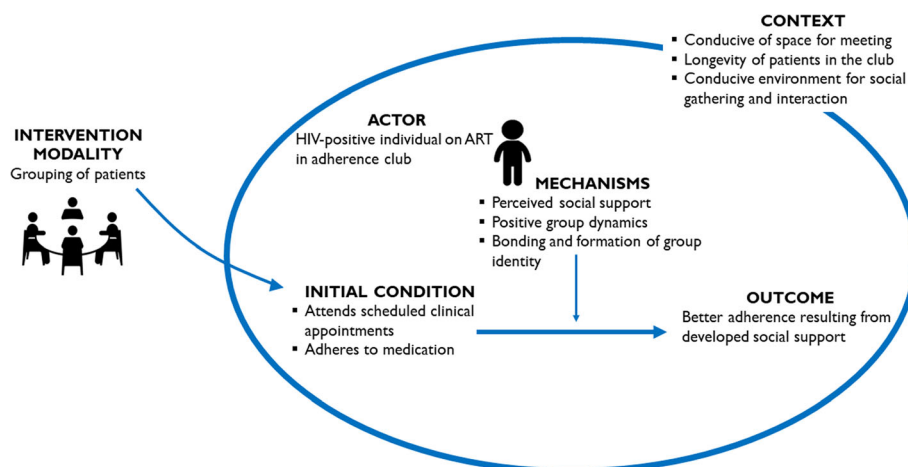 CONTEXT
▪ Conducive of space for meeting
▪ Longevity of patients in the club
▪ Conducive environment for social
gathering and interaction
ACTOR
HIV-positive individual on ART
in adherence club
INTERVENTION
MODALITY
Grouping of patients
MECHANISMS
▪ Perceived social support
▪ Positive group dynamics
▪ Bonding and formation of group
identity
INITIAL CONDITION
▪ Attends scheduled clinical
appointments
▪ Adheres to medication
OUTCOME
Better adherence resulting from
developed social support